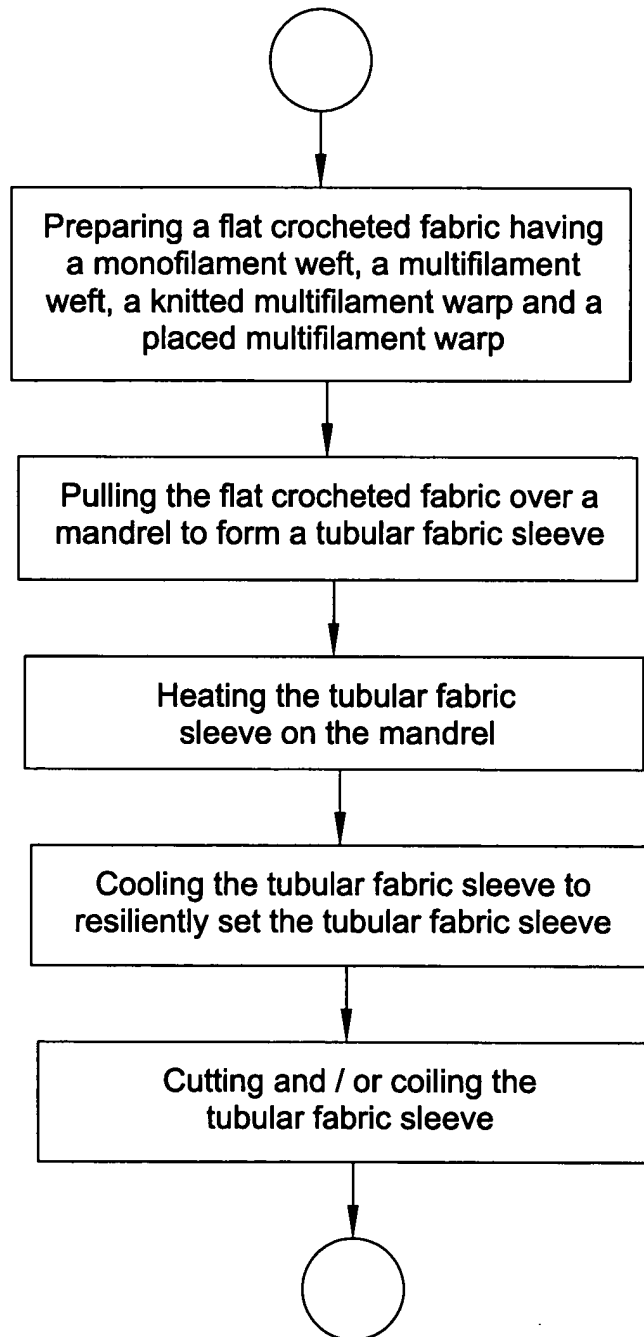 Preparing a flat crocheted fabric having
a monofilament weft, a multifilament
weft, a knitted multifilament warp and a
placed multifilament warp
Pulling the flat crocheted fabric over a
mandrel to form a tubular fabric sleeve
Heating the tubular fabric
sleeve on the mandrel
Cooling the tubular fabric sleeve to
resiliently set the tubular fabric sleeve
Cutting and / or coiling the
tubular fabric sleeve